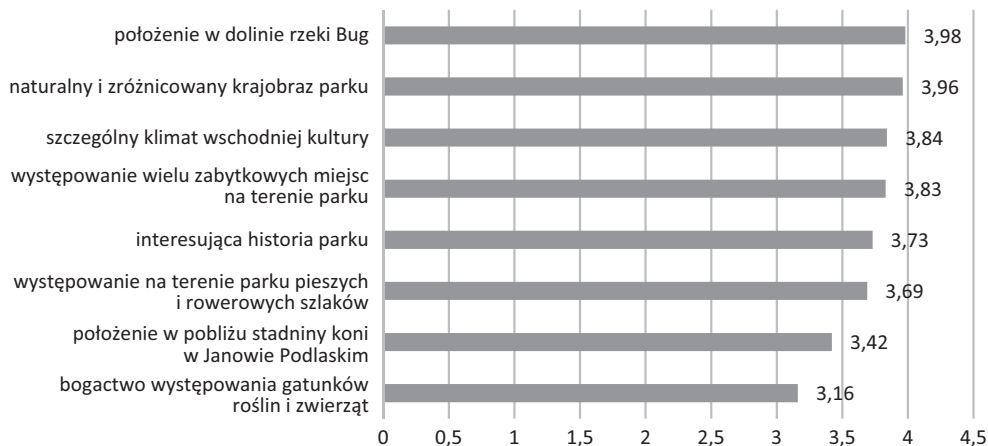 położenie w dolinie rzeki Bug
3,98
naturalny i zróżnicowany krajobraz parku
3,96
szczególny klimat wschodniej kultury
3,84
występowanie wielu zabytkowych miejsc
na terenie parku
3,83
interesująca historia parku
3,73
występowanie na terenie parku pieszych
i rowerowych szlaków
3,69
położenie w pobliżu stadniny koni
w Janowie Podlaskim
3,42
bogactwo występowania gatunków
roślin i zwierząt
3,16
0 0,5 1 1,5 2 2,5 3 3,5 4 4,5